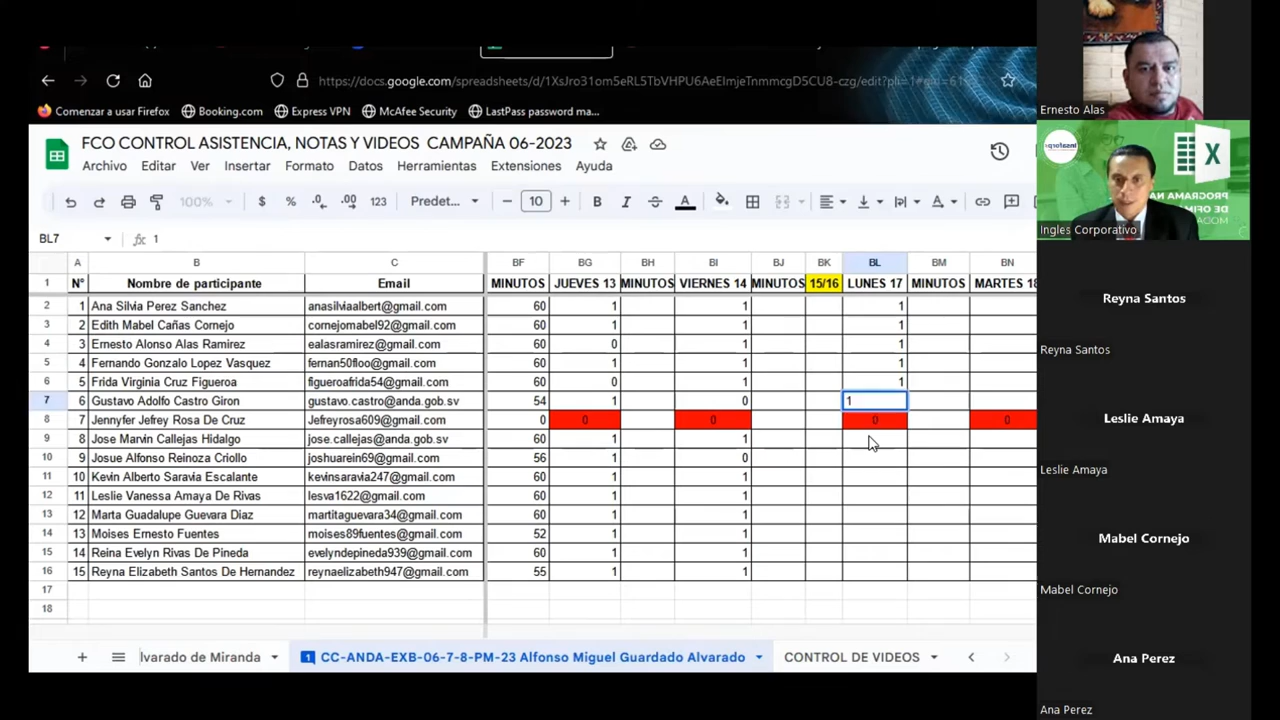 https://docs.google.com/spreadsheets/d/1XsJro31om5eRL5TbVHPU6AeElmjeTnmmcgD5CU8-czg/edit?pli=1#gid=61
Comenzar a usar Firefox Booking.com Express VPN McAfee Security LastPass password ma...
FCO CONTROL ASISTENCIA, NOTAS Y VIDEOS CAMPAÑA 06-2023
Archivo Editar Ver Insertar Formato Datos Herramientas Extensiones Ayuda
100% $ % .0 .00 123 Predet... 10 B I S A
BL7 fx 1
A B C BF BG BH BI BJ BK BL BM BN
1 N° Nombre de participante Email MINUTOS JUEVES 13 MINUTOS VIERNES 14 MINUTOS 15/16 LUNES 17 MINUTOS MARTES 18
2 1 Ana Silvia Perez Sanchez anasilviaalbert@gmail.com 60 1 1 1
3 2 Edith Mabel Cañas Cornejo cornejomabel92@gmail.com 60 1 1 1
4 3 Ernesto Alonso Alas Ramirez ealasramirez@gmail.com 60 0 1 1
5 4 Fernando Gonzalo Lopez Vasquez fernan50floo@gmail.com 60 1 1 1
6 5 Frida Virginia Cruz Figueroa figueroafrida54@gmail.com 60 0 1 1
7 6 Gustavo Adolfo Castro Giron gustavo.castro@anda.gob.sv 54 1 0 1
8 7 Jennyfer Jefrey Rosa De Cruz Jefreyrosa609@gmail.com 0 0 0 0 0
9 8 Jose Marvin Callejas Hidalgo jose.callejas@anda.gob.sv 60 1 1
10 9 Josue Alfonso Reinoza Criollo joshuarein69@gmail.com 56 1 0
11 10 Kevin Alberto Saravia Escalante kevinsaravia247@gmail.com 60 1 1
12 11 Leslie Vanessa Amaya De Rivas lesva1622@gmail.com 60 1 1
13 12 Marta Guadalupe Guevara Diaz martitaguevara34@gmail.com 60 1 1
14 13 Moises Ernesto Fuentes moises89fuentes@gmail.com 52 1 1
15 14 Reina Evelyn Rivas De Pineda evelyndepineda939@gmail.com 60 1 1
16 15 Reyna Elizabeth Santos De Hernandez reynaelizabeth947@gmail.com 55 1 1
17
18
lvarado de Miranda 1 CC-ANDA-EXB-06-7-8-PM-23 Alfonso Miguel Guardado Alvarado CONTROL DE VIDEOS
Ernesto Alas
PROGRAMA NA
DE OFIMA
MODA
Ingles Corporativo
Reyna Santos
Reyna Santos
Leslie Amaya
Leslie Amaya
Mabel Cornejo
Mabel Cornejo
Ana Perez
Ana Perez